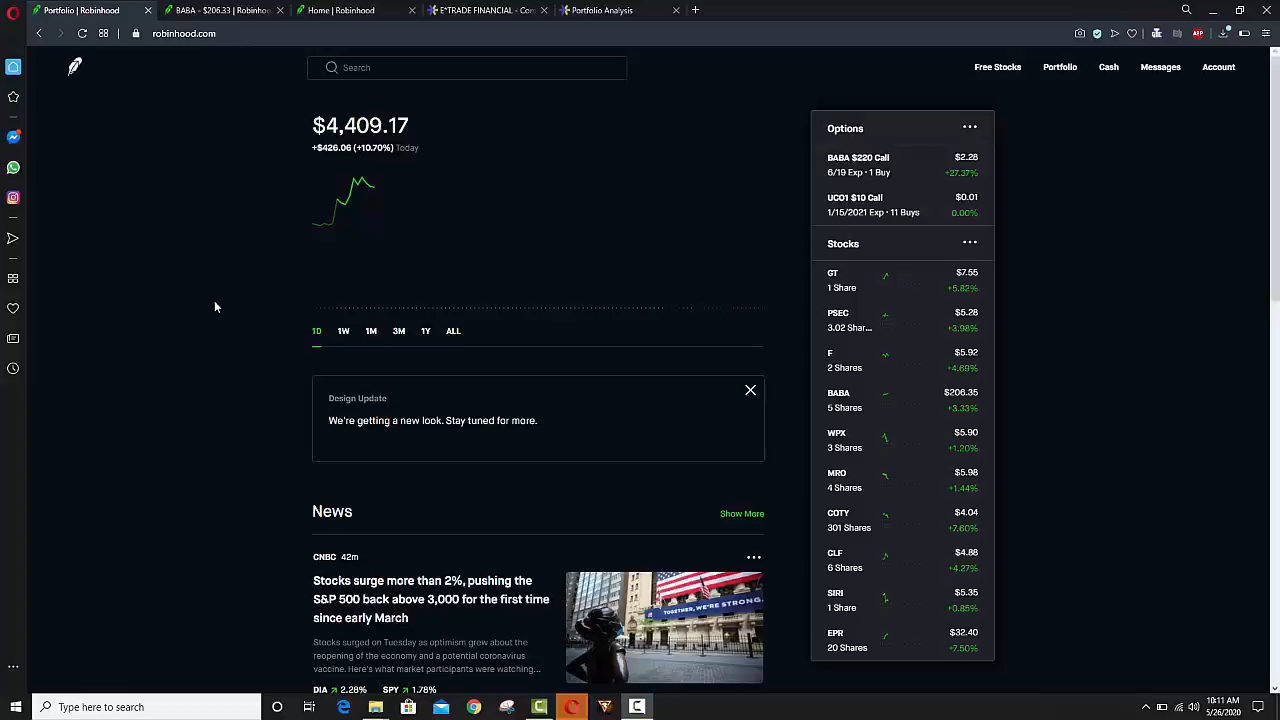 Portfolio | Robinhood
BABA - $206.33 | Robinhoo
Home | Robinhood
E*TRADE FINANCIAL - Con
Portfolio Analysis
robinhood.com
ABP
Search
Free Stocks
Portfolio
Cash
Messages
Account
$4,409.17
+$426.06 (+10.70%) Today
1D
1W
1M
3M
1Y
ALL
Design Update
We're getting a new look. Stay tuned for more.
News
Show More
CNBC 42m
Stocks surge more than 2%, pushing the
S&P 500 back above 3,000 for the first time
since early March
Stocks surged on Tuesday as optimism grew about the
reopening of the economy and a potential coronavirus
vaccine. Here's what market participants were watching...
DIA 2.28% SPY 1.78%
TOGETHER, WE'RE STRONG.
Options
BABA $220 Call $2.28
6/19 Exp · 1 Buy +27.37%
UCO1 $10 Call $0.01
1/15/2021 Exp · 11 Buys 0.00%
Stocks
GT $7.55
1 Share +5.82%
PSEC $5.28
3.02 Shar... +3.98%
F $5.92
2 Shares +4.69%
BABA $206.35
5 Shares +3.33%
WPX $5.90
3 Shares +1.20%
MRO $5.98
4 Shares +1.44%
COTY $4.04
301 Shares +7.60%
CLF $4.88
6 Shares +4.27%
SIRI $5.35
1 Share +0.85%
EPR $32.40
20 Shares +7.50%
Type here to search
10:11 AM
5/26/2020